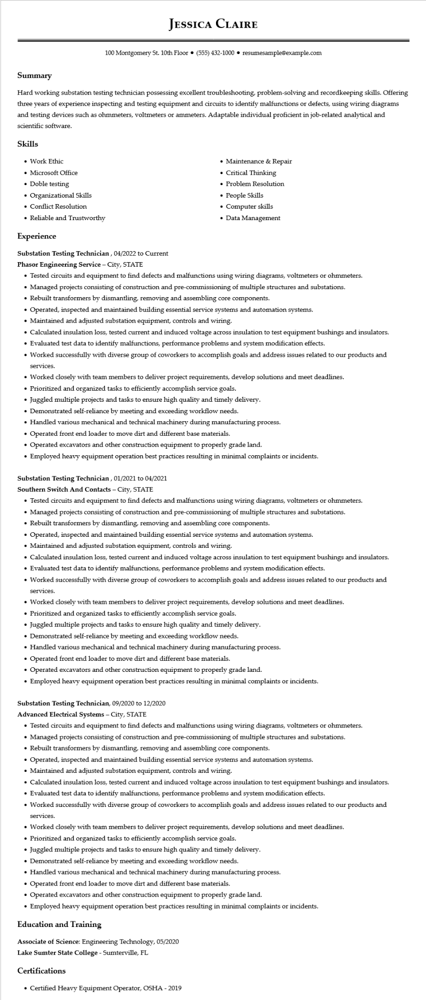 Jessica Claire
100 Montgomery St. 10th Floor ● (555) 432-1000 ● resumesample@example.com
Summary
Hard working substation testing technician possessing excellent troubleshooting, problem-solving and recordkeeping skills. Offering
three years of experience inspecting and testing equipment and circuits to identify malfunctions or defects, using wiring diagrams
and testing devices such as ohmmeters, voltmeters or ammeters. Adaptable individual proficient in job-related analytical and
scientific software.
Skills
• Work Ethic
• Microsoft Office
• Doble testing
• Organizational Skills
• Conflict Resolution
• Reliable and Trustworthy
• Maintenance & Repair
• Critical Thinking
• Problem Resolution
• People Skills
• Computer skills
• Data Management
Experience
Substation Testing Technician , 04/2022 to Current
Phasor Engineering Service – City, STATE
• Tested circuits and equipment to find defects and malfunctions using wiring diagrams, voltmeters or ohmmeters.
• Managed projects consisting of construction and pre-commissioning of multiple structures and substations.
• Rebuilt transformers by dismantling, removing and assembling core components.
• Operated, inspected and maintained building essential service systems and automation systems.
• Maintained and adjusted substation equipment, controls and wiring.
• Calculated insulation loss, tested current and induced voltage across insulation to test equipment bushings and insulators.
• Evaluated test data to identify malfunctions, performance problems and system modification effects.
• Worked successfully with diverse group of coworkers to accomplish goals and address issues related to our products and
services.
• Worked closely with team members to deliver project requirements, develop solutions and meet deadlines.
• Prioritized and organized tasks to efficiently accomplish service goals.
• Juggled multiple projects and tasks to ensure high quality and timely delivery.
• Demonstrated self-reliance by meeting and exceeding workflow needs.
• Handled various mechanical and technical machinery during manufacturing process.
• Operated front end loader to move dirt and different base materials.
• Operated excavators and other construction equipment to properly grade land.
• Employed heavy equipment operation best practices resulting in minimal complaints or incidents.
Substation Testing Technician , 01/2021 to 04/2021
Southern Switch And Contacts – City, STATE
• Tested circuits and equipment to find defects and malfunctions using wiring diagrams, voltmeters or ohmmeters.
• Managed projects consisting of construction and pre-commissioning of multiple structures and substations.
• Rebuilt transformers by dismantling, removing and assembling core components.
• Operated, inspected and maintained building essential service systems and automation systems.
• Maintained and adjusted substation equipment, controls and wiring.
• Calculated insulation loss, tested current and induced voltage across insulation to test equipment bushings and insulators.
• Evaluated test data to identify malfunctions, performance problems and system modification effects.
• Worked successfully with diverse group of coworkers to accomplish goals and address issues related to our products and
services.
• Worked closely with team members to deliver project requirements, develop solutions and meet deadlines.
• Prioritized and organized tasks to efficiently accomplish service goals.
• Juggled multiple projects and tasks to ensure high quality and timely delivery.
• Demonstrated self-reliance by meeting and exceeding workflow needs.
• Handled various mechanical and technical machinery during manufacturing process.
• Operated front end loader to move dirt and different base materials.
• Operated excavators and other construction equipment to properly grade land.
• Employed heavy equipment operation best practices resulting in minimal complaints or incidents.
Substation Testing Technician, 09/2020 to 12/2020
Advanced Electrical Systems – City, STATE
• Tested circuits and equipment to find defects and malfunctions using wiring diagrams, voltmeters or ohmmeters.
• Managed projects consisting of construction and pre-commissioning of multiple structures and substations.
• Rebuilt transformers by dismantling, removing and assembling core components.
• Operated, inspected and maintained building essential service systems and automation systems.
• Maintained and adjusted substation equipment, controls and wiring.
• Calculated insulation loss, tested current and induced voltage across insulation to test equipment bushings and insulators.
• Evaluated test data to identify malfunctions, performance problems and system modification effects.
• Worked successfully with diverse group of coworkers to accomplish goals and address issues related to our products and
services.
• Worked closely with team members to deliver project requirements, develop solutions and meet deadlines.
• Prioritized and organized tasks to efficiently accomplish service goals.
• Juggled multiple projects and tasks to ensure high quality and timely delivery.
• Demonstrated self-reliance by meeting and exceeding workflow needs.
• Handled various mechanical and technical machinery during manufacturing process.
• Operated front end loader to move dirt and different base materials.
• Operated excavators and other construction equipment to properly grade land.
• Employed heavy equipment operation best practices resulting in minimal complaints or incidents.
Education and Training
Associate of Science: Engineering Technology, 05/2020
Lake Sumter State College - Sumterville, FL
Certifications
• Certified Heavy Equipment Operator, OSHA - 2019